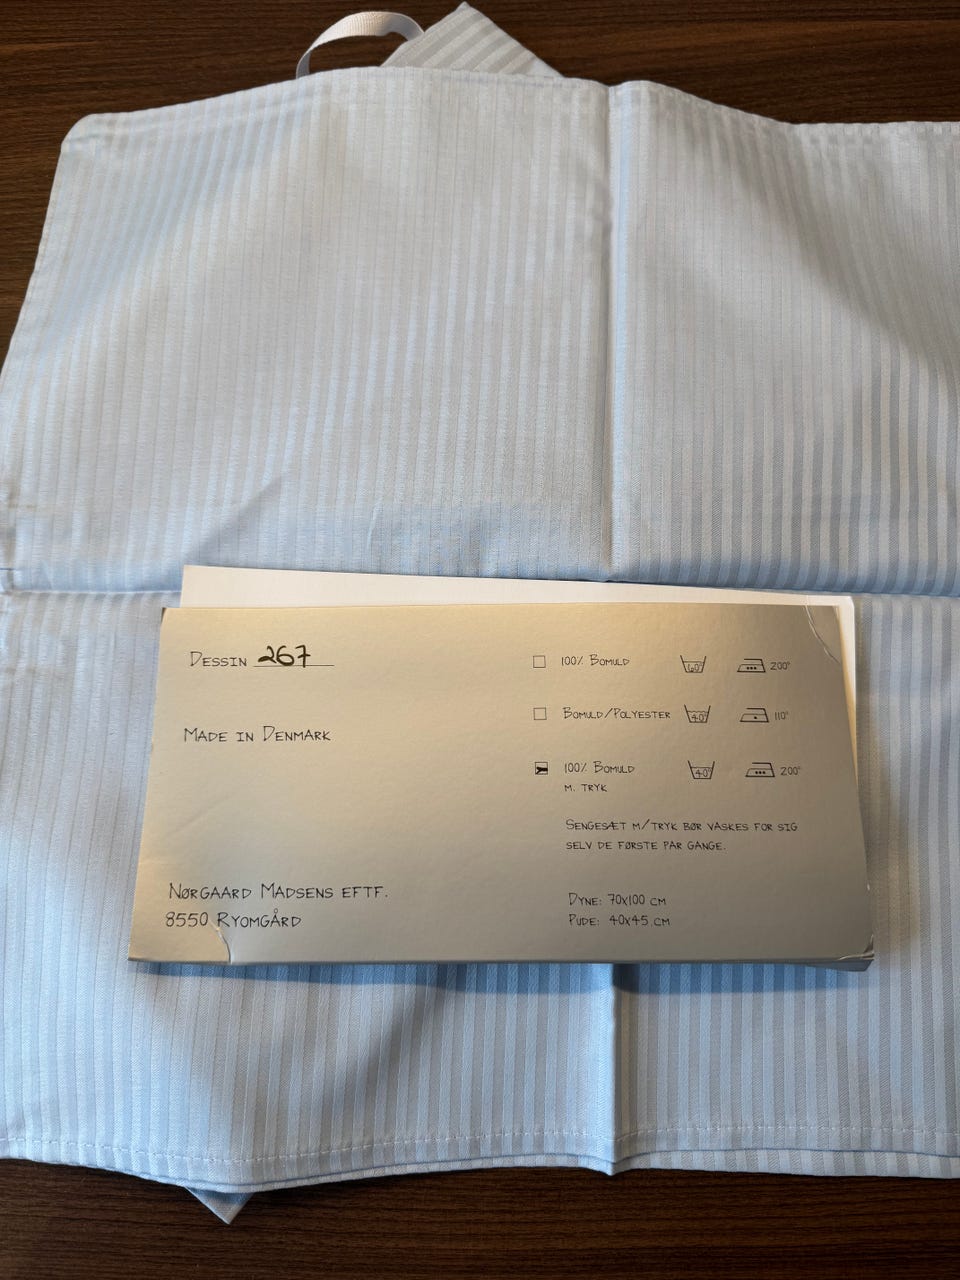 DESSIN 267
MADE IN DENMARK
NØRGAARD MADSENS EFTF.
8550 RYOMGÅRD
100% BOMULD 60° 200°
BOMULD/POLYESTER 40° 110°
100% BOMULD 40° 200°
M. TRYK
SENGESÆT M/TRYK BØR VASKES FOR SIG
SELV DE FØRSTE PAR GANGE.
DYNE: 70X100 CM
PUDE: 40X45 CM